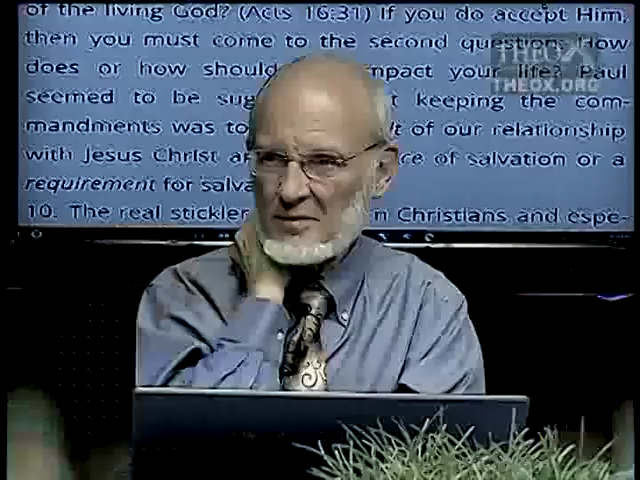 of the living God? (Acts 16:31) If you do accept Him,
then you must come to the second question. How
does or how should impact your life? Paul
seemed to be sug t keeping the com-
mandments was to t of our relationship
with Jesus Christ a ce of salvation or a
requirement for salva
10. The real stickler n Christians and espe-
THEOX
THEOX.ORG